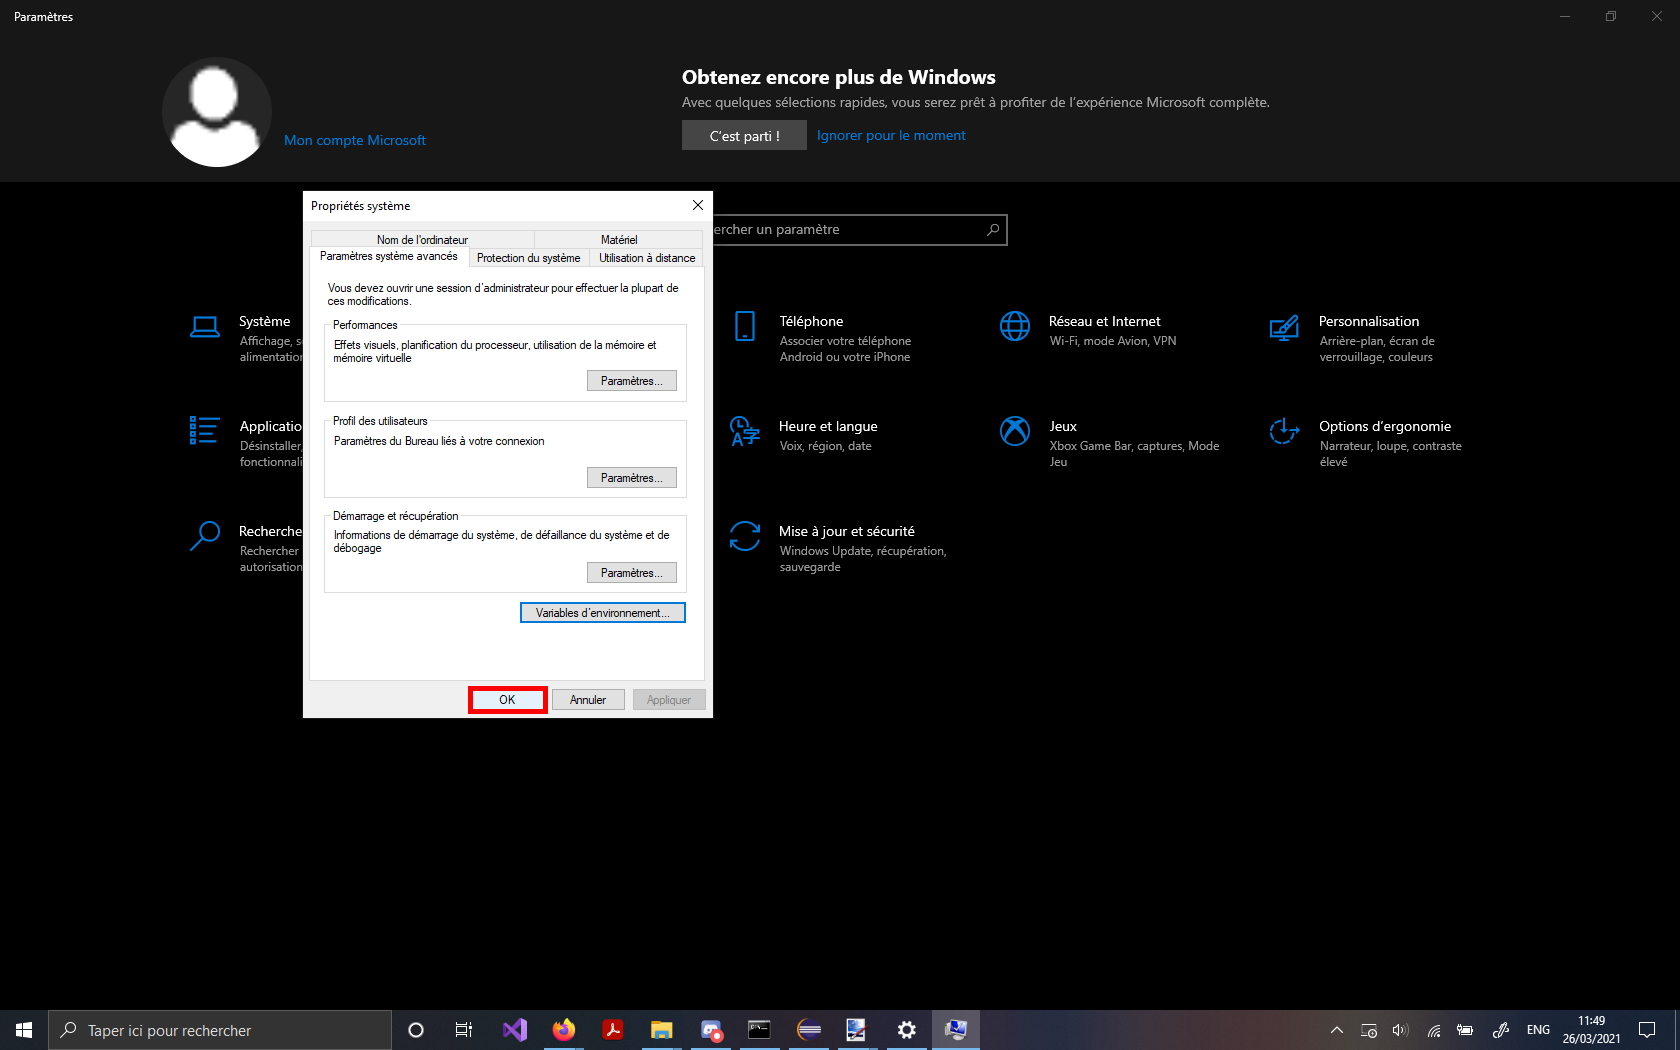 Paramètres
Obtenez encore plus de Windows
Avec quelques sélections rapides, vous serez prêt à profiter de l'expérience Microsoft complète.
Mon compte Microsoft
C'est parti !
Ignorer pour le moment
Propriétés système
Nom de l'ordinateur
Matériel
Paramètres système avancés
Protection du système
Utilisation à distance
Vous devez ouvrir une session d'administrateur pour effectuer la plupart de
ces modifications.
Performances
Effets visuels, planification du processeur, utilisation de la mémoire et
mémoire virtuelle
Paramètres...
Profil des utilisateurs
Paramètres du Bureau liés à votre connexion
Paramètres...
Démarrage et récupération
Informations de démarrage du système, de défaillance du système et de
débogage
Paramètres...
Variables d'environnement...
OK
Annuler
Appliquer
ercher un paramètre
Système
Affichage, s
alimentation
Téléphone
Associer votre téléphone
Android ou votre iPhone
Réseau et Internet
Wi-Fi, mode Avion, VPN
Personnalisation
Arrière-plan, écran de
verrouillage, couleurs
Applicatio
Désinstaller,
fonctionnali
Heure et langue
Voix, région, date
Jeux
Xbox Game Bar, captures, Mode
Jeu
Options d'ergonomie
Narrateur, loupe, contraste
élevé
Recherche
Rechercher
autorisation
Mise à jour et sécurité
Windows Update, récupération,
sauvegarde
Taper ici pour rechercher
ENG
11:49
26/03/2021